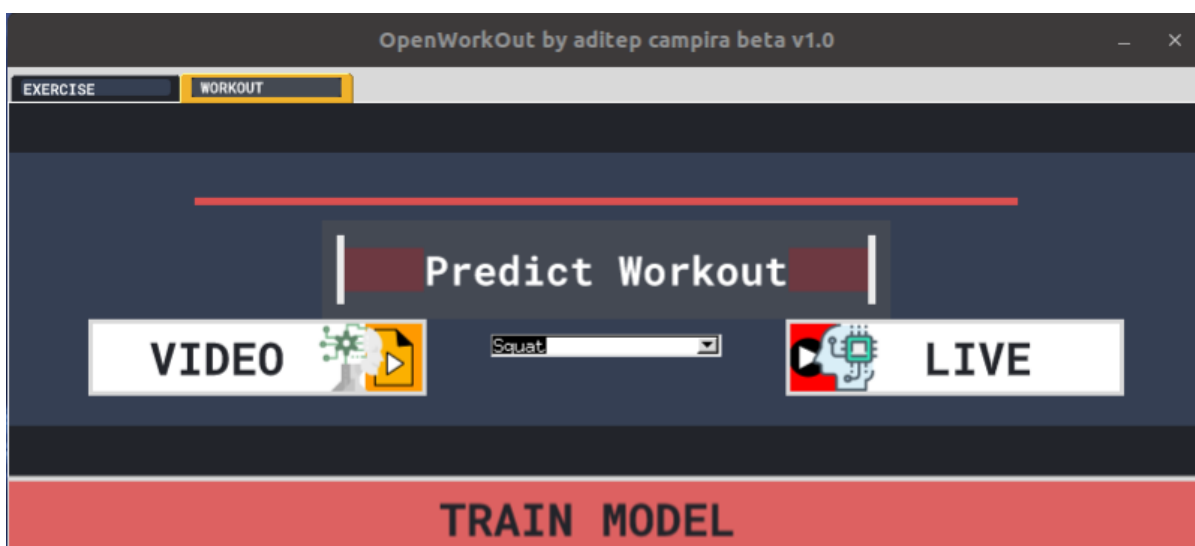 OpenWorkOut by aditep campira beta v1.0
EXERCISE WORKOUT
Predict Workout
VIDEO Squat LIVE
TRAIN MODEL